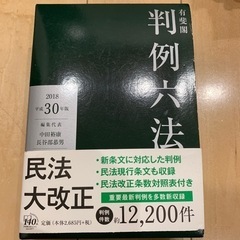 有斐閣
判例六法
2018
平成30年版
編集代表
中田裕康
長谷部恭男
民法
大改正
・新条文に対応した判例
・民法現行条文も収録
・民法改正条数対照表付き
重要最新判例を多数新収録
判例
件数
約12,200件
140th
定価(本体2,685円+税)